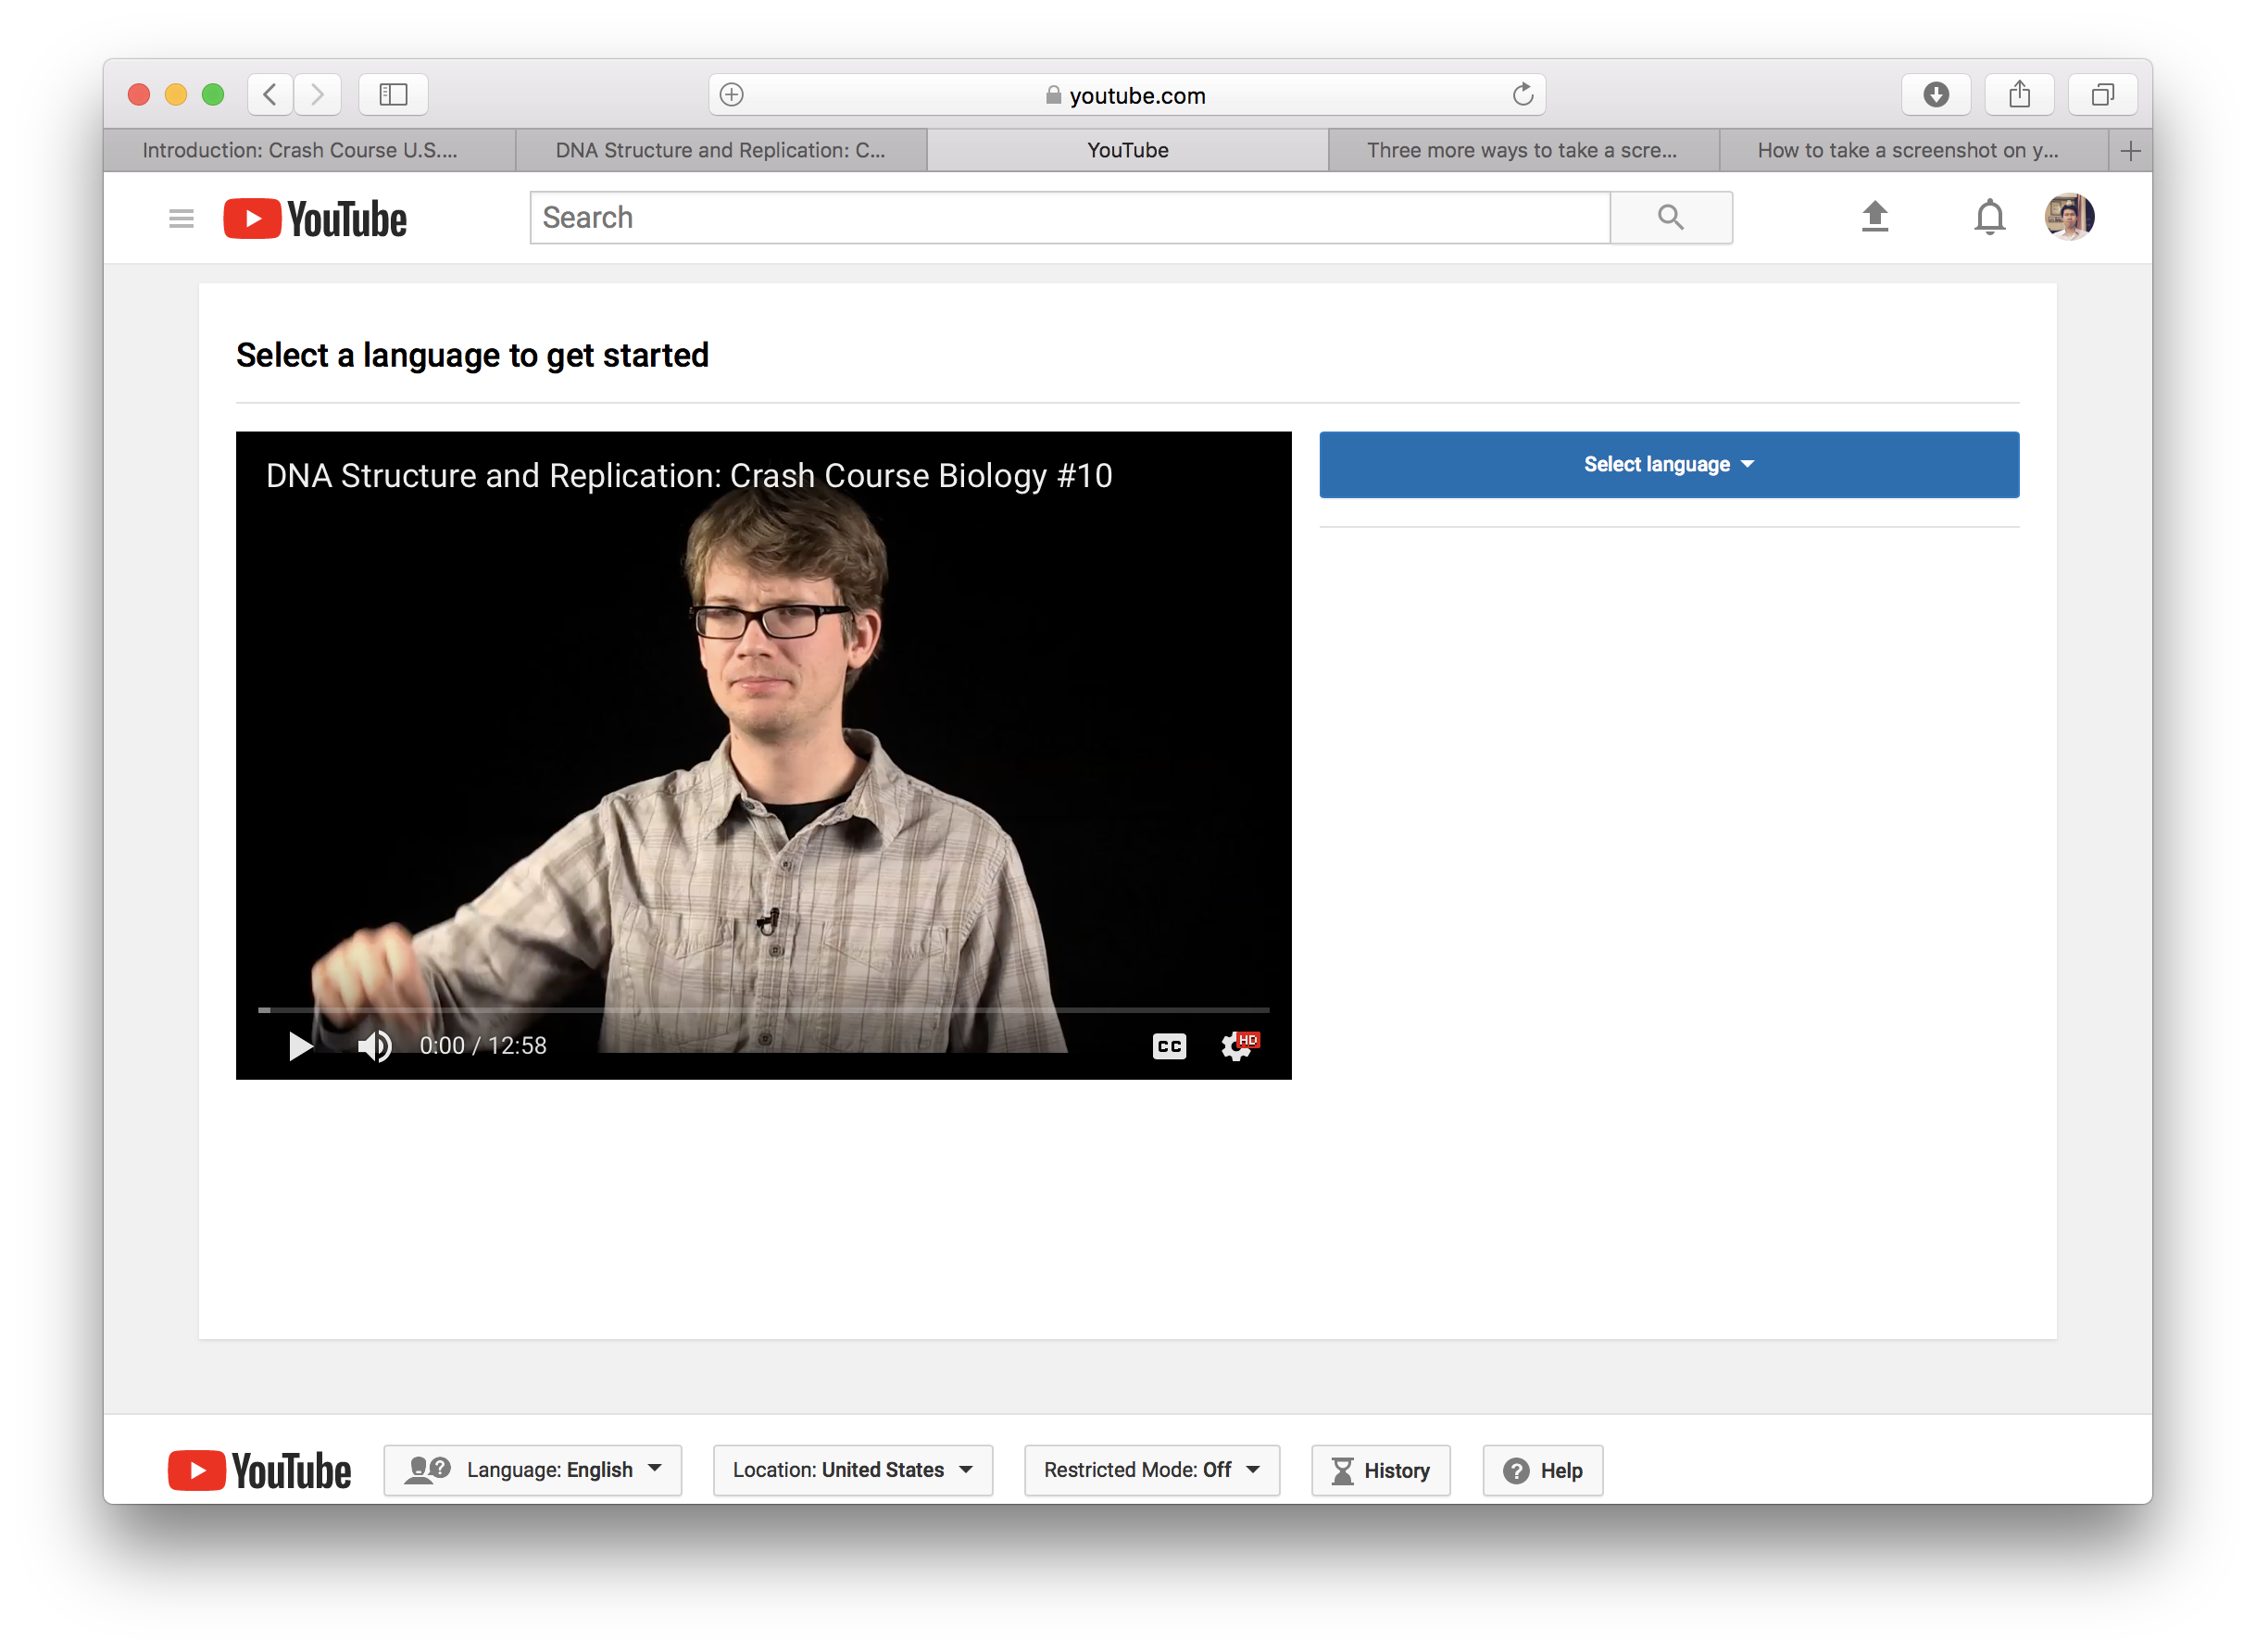 youtube.com
Introduction: Crash Course U.S....
DNA Structure and Replication: C...
YouTube
Three more ways to take a scre...
How to take a screenshot on y...
YouTube
Search
Select a language to get started
DNA Structure and Replication: Crash Course Biology #10
Select language
0:00 / 12:58
CC
HD
YouTube
Language: English
Location: United States
Restricted Mode: Off
History
Help